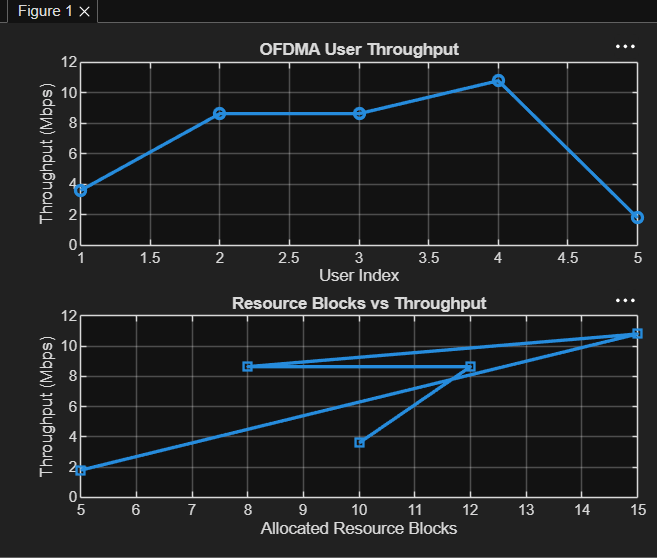 Figure 1 ×
OFDMA User Throughput
Throughput (Mbps)
12
10
8
6
4
2
0
1 1.5 2 2.5 3 3.5 4 4.5 5
User Index
Resource Blocks vs Throughput
Throughput (Mbps)
12
10
8
6
4
2
0
5 6 7 8 9 10 11 12 13 14 15
Allocated Resource Blocks